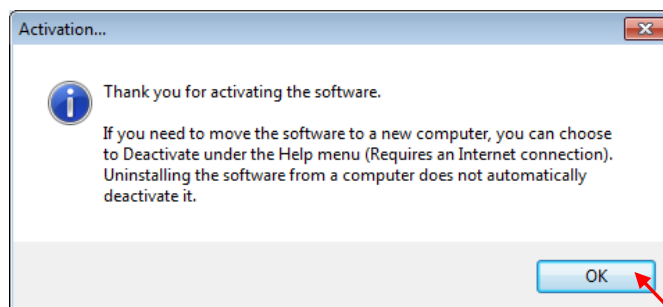 Activation...
Thank you for activating the software.
If you need to move the software to a new computer, you can choose
to Deactivate under the Help menu (Requires an Internet connection).
Uninstalling the software from a computer does not automatically
deactivate it.
OK